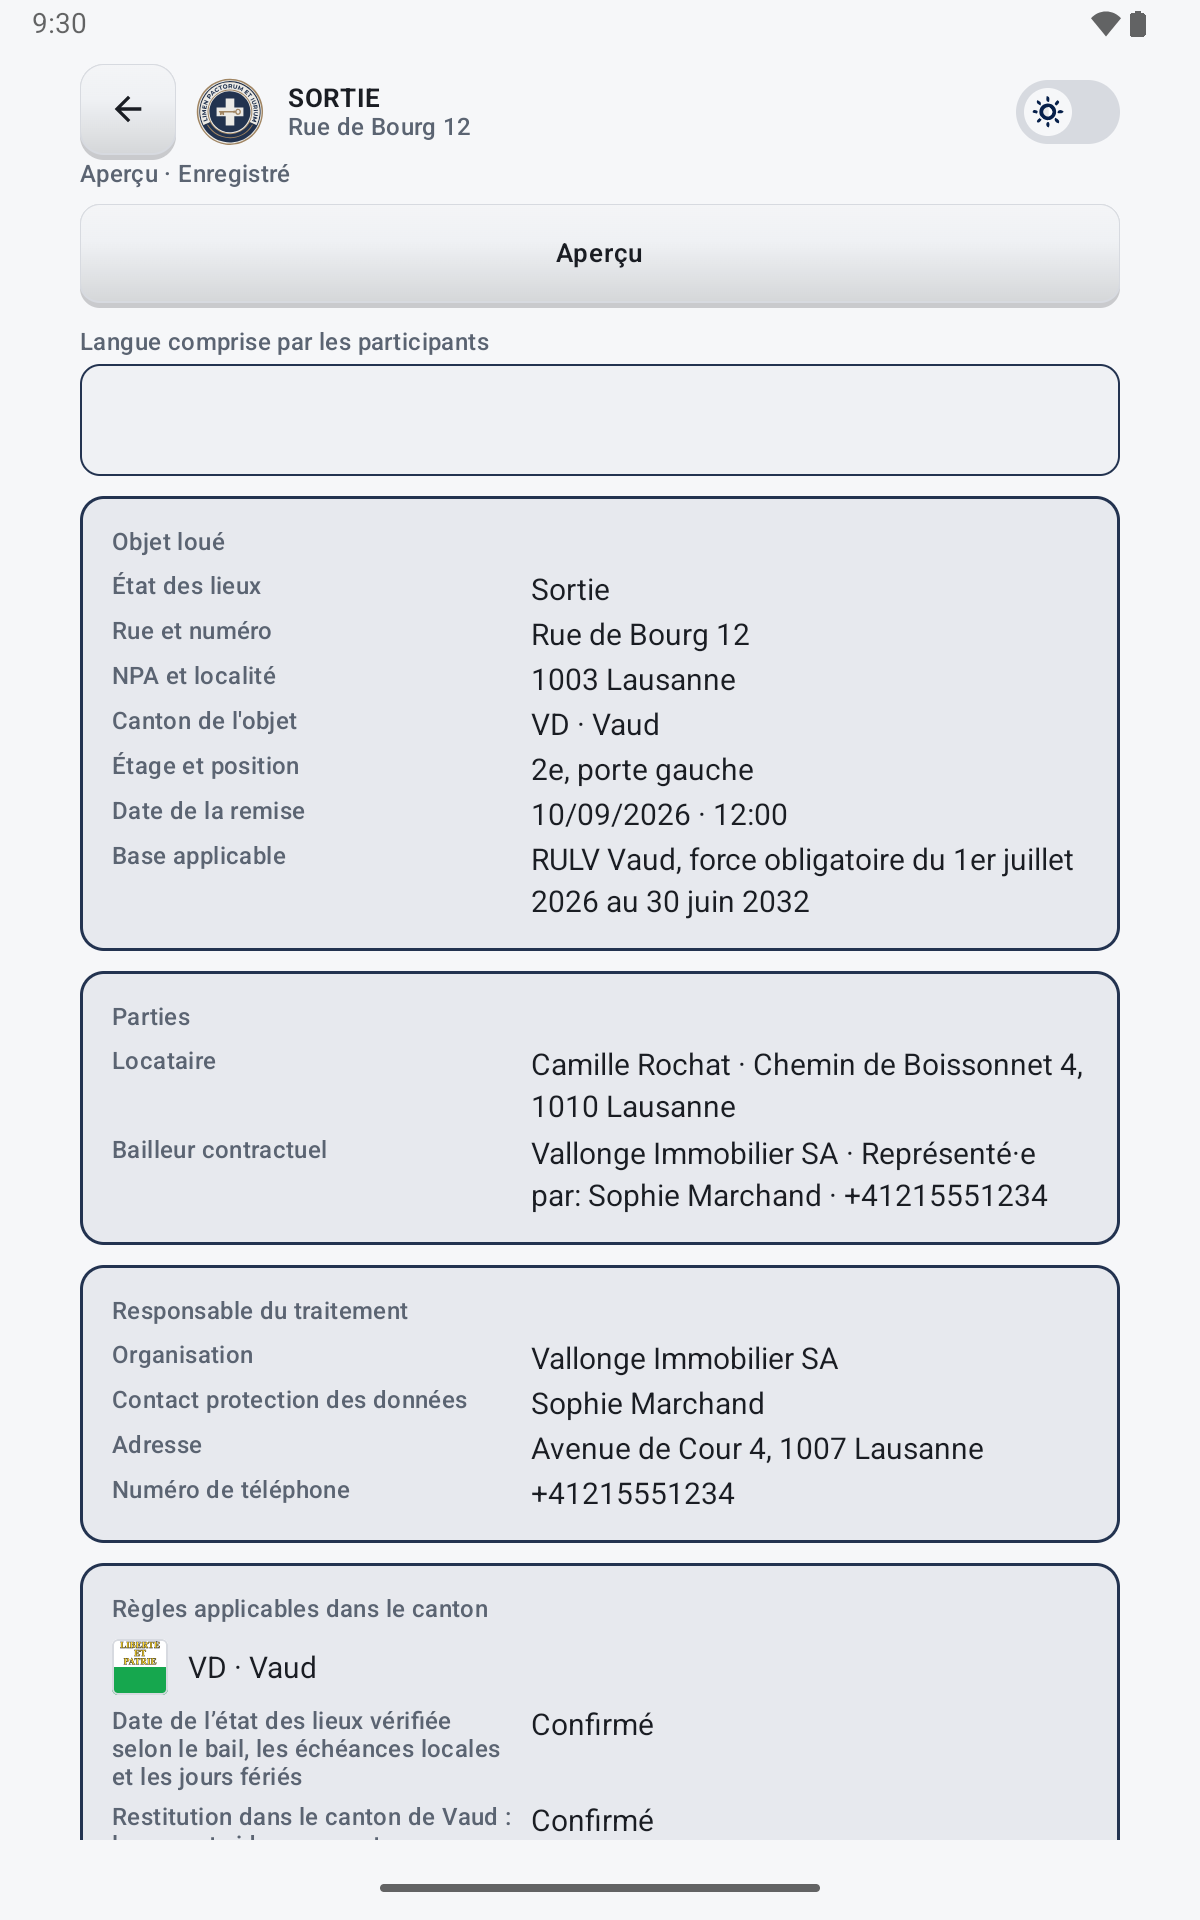 9:30
LIMEN PACTORUM ET IURIUM
SORTIE
Rue de Bourg 12
Aperçu · Enregistré
Aperçu
Langue comprise par les participants
Objet loué
État des lieux
Sortie
Rue et numéro
Rue de Bourg 12
NPA et localité
1003 Lausanne
Canton de l'objet
VD · Vaud
Étage et position
2e, porte gauche
Date de la remise
10/09/2026 · 12:00
Base applicable
RULV Vaud, force obligatoire du 1er juillet
2026 au 30 juin 2032
Parties
Locataire
Camille Rochat · Chemin de Boissonnet 4,
1010 Lausanne
Bailleur contractuel
Vallonge Immobilier SA · Représenté·e
par: Sophie Marchand · +41215551234
Responsable du traitement
Organisation
Vallonge Immobilier SA
Contact protection des données
Sophie Marchand
Adresse
Avenue de Cour 4, 1007 Lausanne
Numéro de téléphone
+41215551234
Règles applicables dans le canton
LIBERTE
ET
PATRIE
VD · Vaud
Date de l’état des lieux vérifiée
selon le bail, les échéances locales
et les jours fériés
Confirmé
Restitution dans le canton de Vaud :
Confirmé